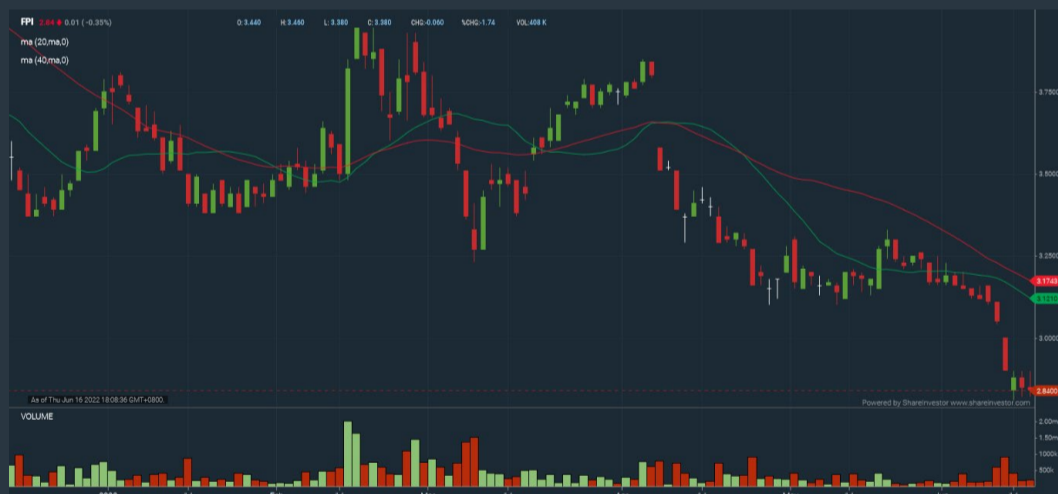 FPI 2.84 0.01 ( -0.35%) O: 3.440 H: 3.460 L: 3.380 C: 3.380 CHG:-0.060 %CHG:-1.74 VOL:408 K
ma (20,ma,0)
ma (40,ma,0)
3.7500
3.5000
3.2500
3.1743
3.1210
3.0000
2.8400
As of Thu Jun 16 2022 18:08:36 GMT+0800.
Powered by ShareInvestor www.shareinvestor.com
VOLUME
2.00m
1.50m
1000k
500k